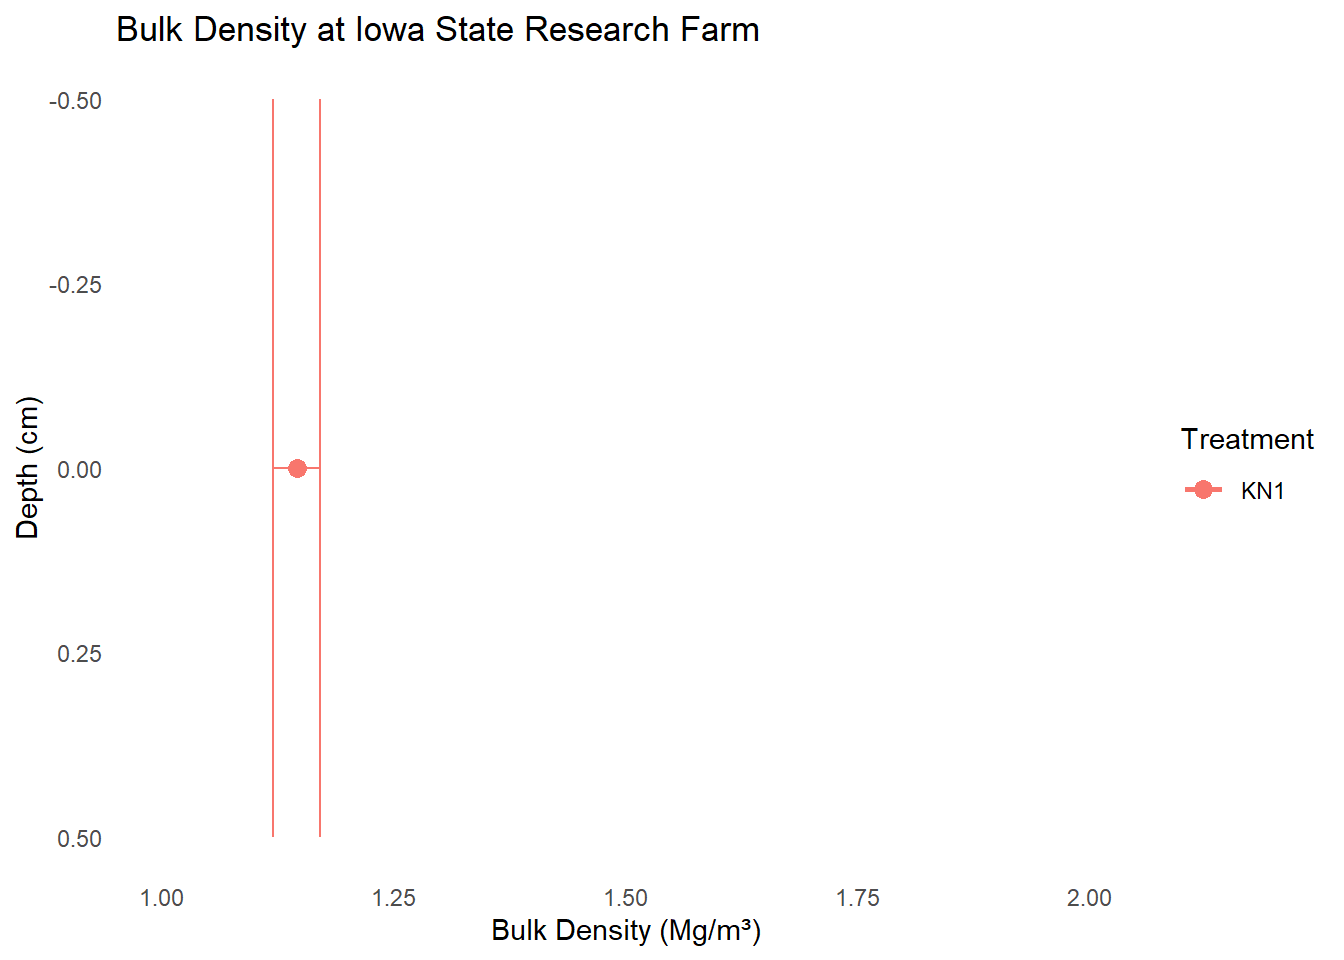 Bulk Density at Iowa State Research Farm
-0.50
-0.25
0.00
0.25
0.50
Depth (cm)
1.00 1.25 1.50 1.75 2.00
Bulk Density (Mg/m³)
Treatment
KN1